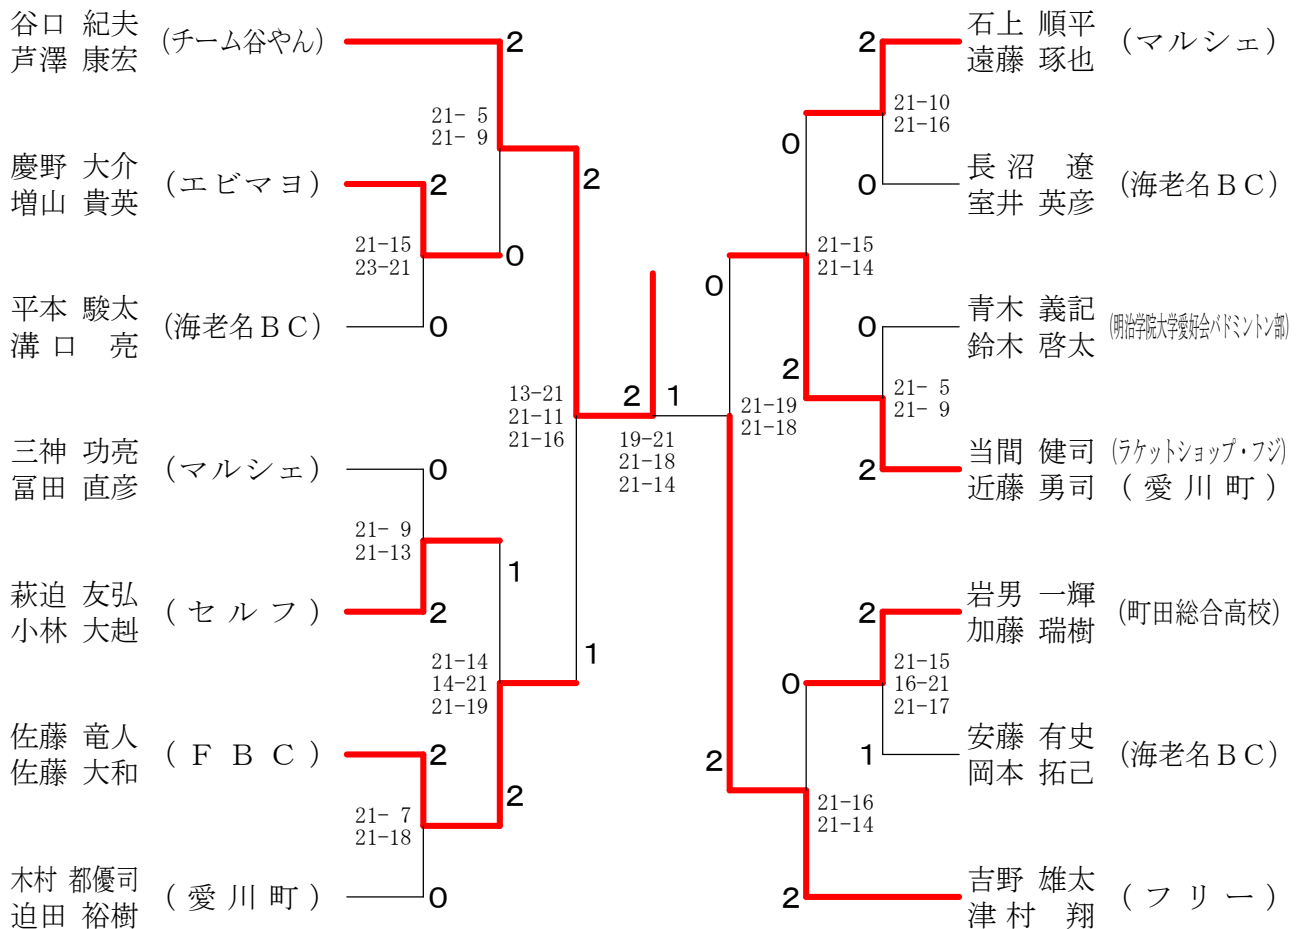 谷口 紀夫
芦澤 康宏
(チーム谷やん)
2
21- 5
21- 9
慶野 大介
増山 貴英
(エビマヨ)
2
2
21-15
23-21
0
平本 駿太
溝口 亮
(海老名BC)
0
13-21
21-11
21-16
三神 功亮
冨田 直彦
(マルシェ)
0
21- 9
21-13
1
萩迫 友弘
小林 大赳
(セルフ)
2
1
21-14
14-21
21-19
佐藤 竜人
佐藤 大和
(FBC)
2
2
21- 7
21-18
木村 都優司
迫田 裕樹
(愛川町)
0
2
1
19-21
21-18
21-14
石上 順平
遠藤 琢也
(マルシェ)
2
21-10
21-16
0
長沼 遼
室井 英彦
(海老名BC)
0
21-15
21-14
0
青木 義記
鈴木 啓太
(明治学院大学愛好会バドミントン部)
0
2
21- 5
21- 9
21-19
21-18
当間 健司
近藤 勇司
(ラケットショップ・フジ)
(愛川町)
2
岩男 一輝
加藤 瑞樹
(町田総合高校)
2
21-15
16-21
21-17
0
安藤 有史
岡本 拓己
(海老名BC)
1
2
21-16
21-14
吉野 雄太
津村 翔
(フリー)
2